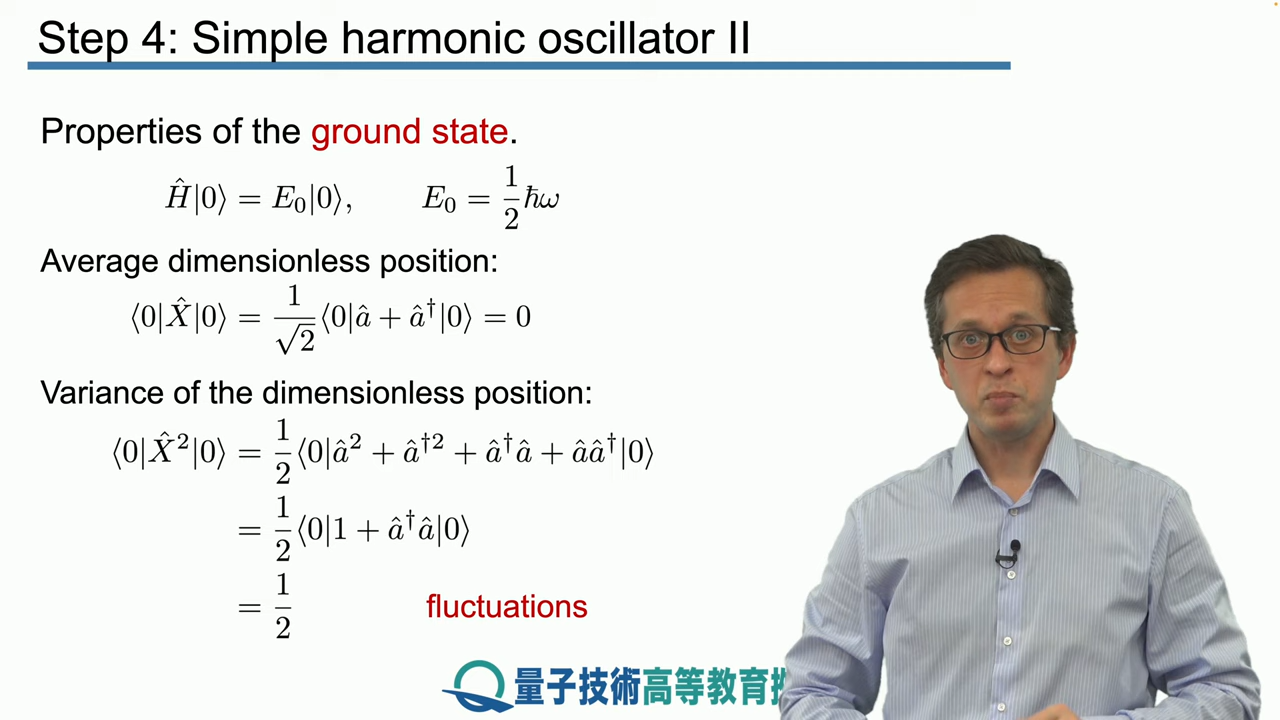 Step 4: Simple harmonic oscillator II
Properties of the ground state.
Ĥ|0⟩ = E₀|0⟩, E₀ = 1/2 ħω
Average dimensionless position:
⟨0|X̂|0⟩ = 1/√2 ⟨0|â + â†|0⟩ = 0
Variance of the dimensionless position:
⟨0|X̂²|0⟩ = 1/2 ⟨0|â² + â†² + â†â + ââ†|0⟩
= 1/2 ⟨0|1 + â†â|0⟩
= 1/2 fluctuations
量子技術高等教育